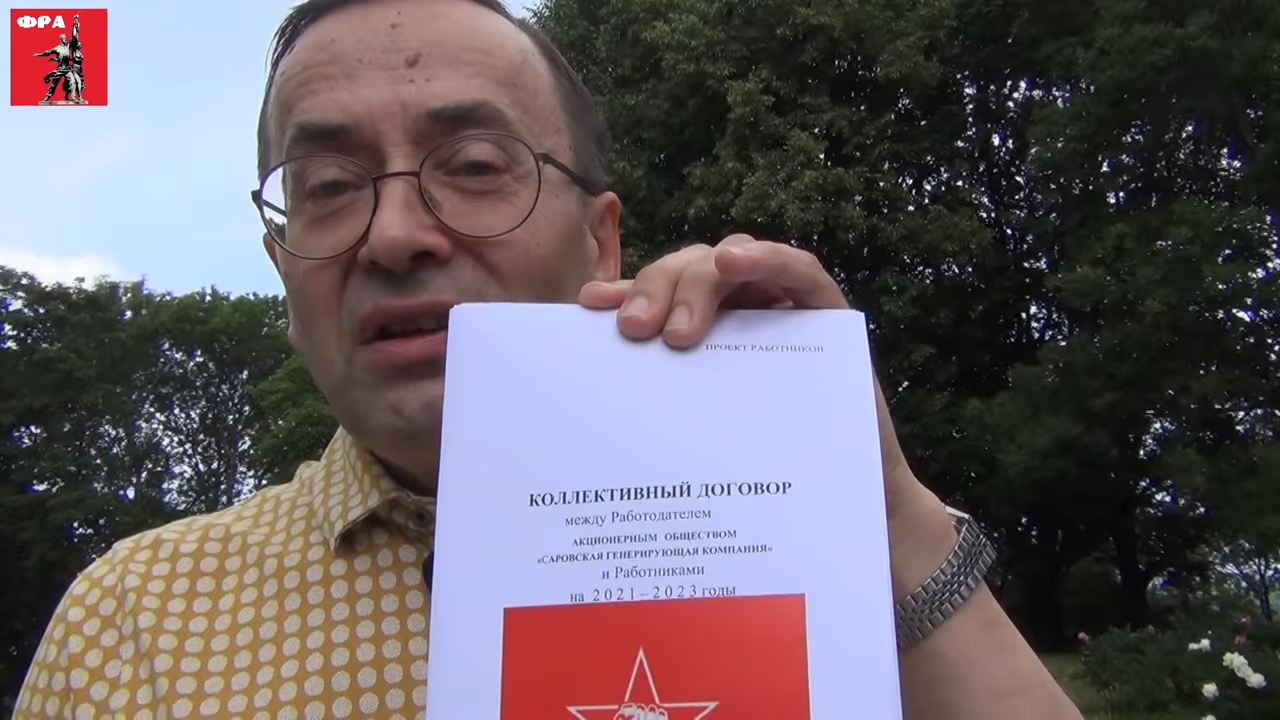 ФРА
ПРОЕКТ РАБОТНИКОВ
КОЛЛЕКТИВНЫЙ ДОГОВОР
между Работодателем
АКЦИОНЕРНЫМ ОБЩЕСТВОМ
«САРОВСКАЯ ГЕНЕРИРУЮЩАЯ КОМПАНИЯ»
и Работниками
на 2021–2023 годы